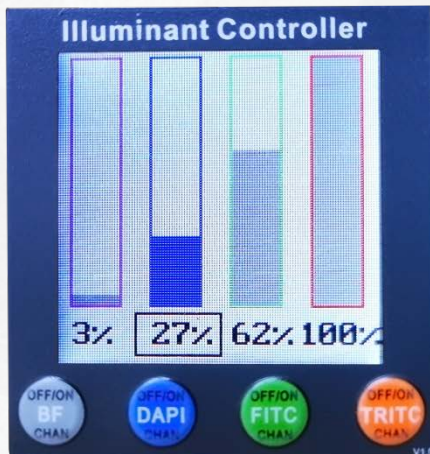 Illuminant Controller
3% 27% 62% 100%
OFF/ON OFF/ON OFF/ON OFF/ON
BF DAPI FITC TRITC
CHAN CHAN CHAN CHAN